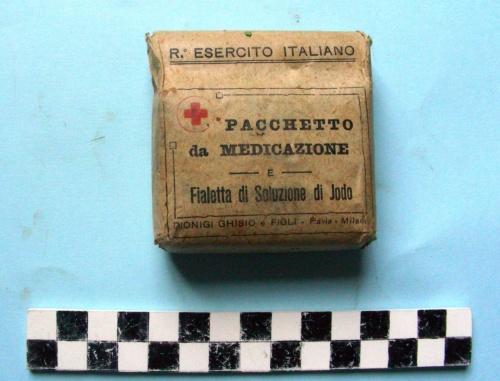 R.º ESERCITO ITALIANO
PACCHETTO
da MEDICAZIONE
E
Fialetta di Soluzione di Jodo
DIONIGI GHISIO e FIGLI - Pavia - Milano